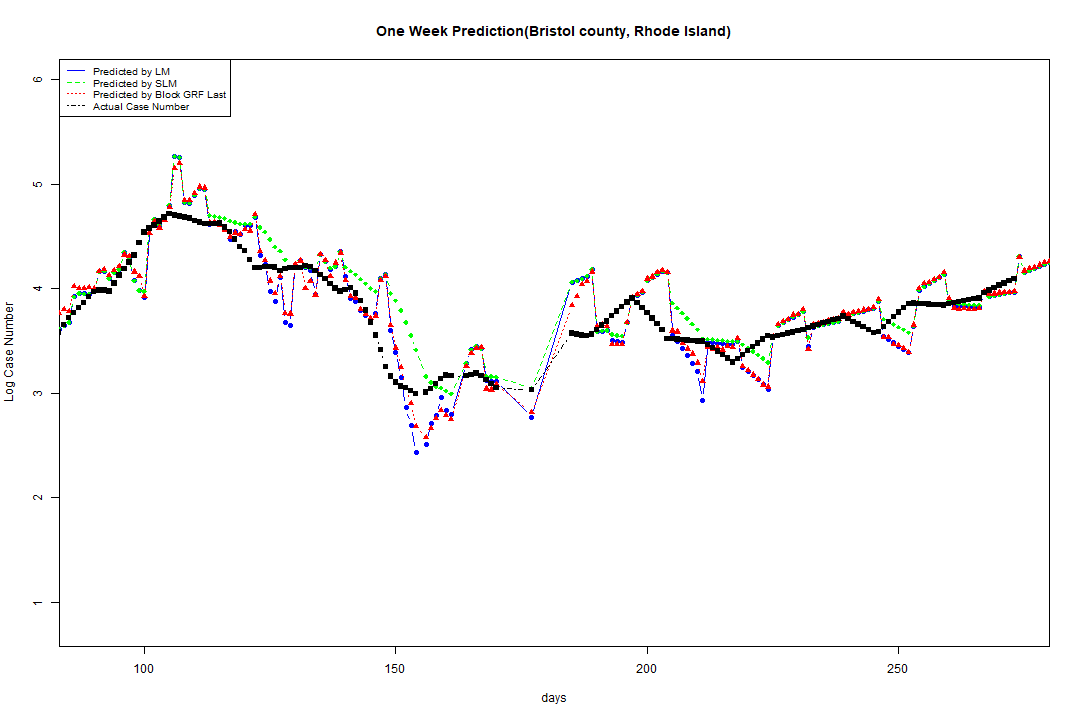 One Week Prediction(Bristol county, Rhode Island)
Predicted by LM
Predicted by SLM
Predicted by Block GRF Last
Actual Case Number
Log Case Number
6
5
4
3
2
1
100 150 200 250
days